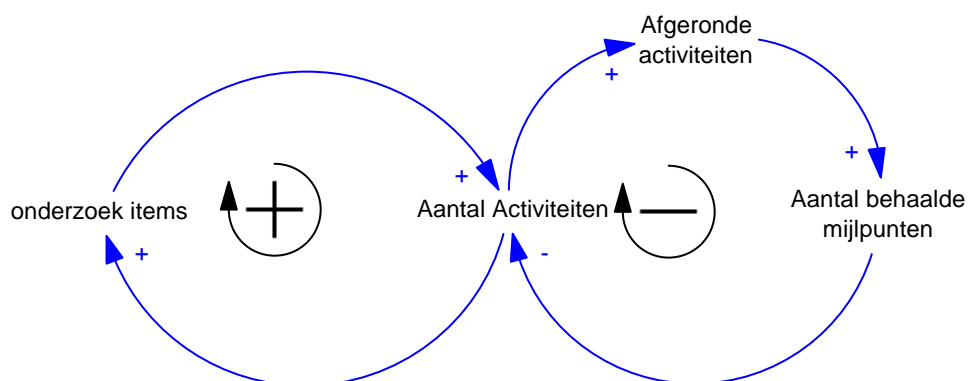 Afgeronde
activiteiten
+
+
+
onderzoek items
+
Aantal Activiteiten
-
Aantal behaalde
mijlpunten
+
-